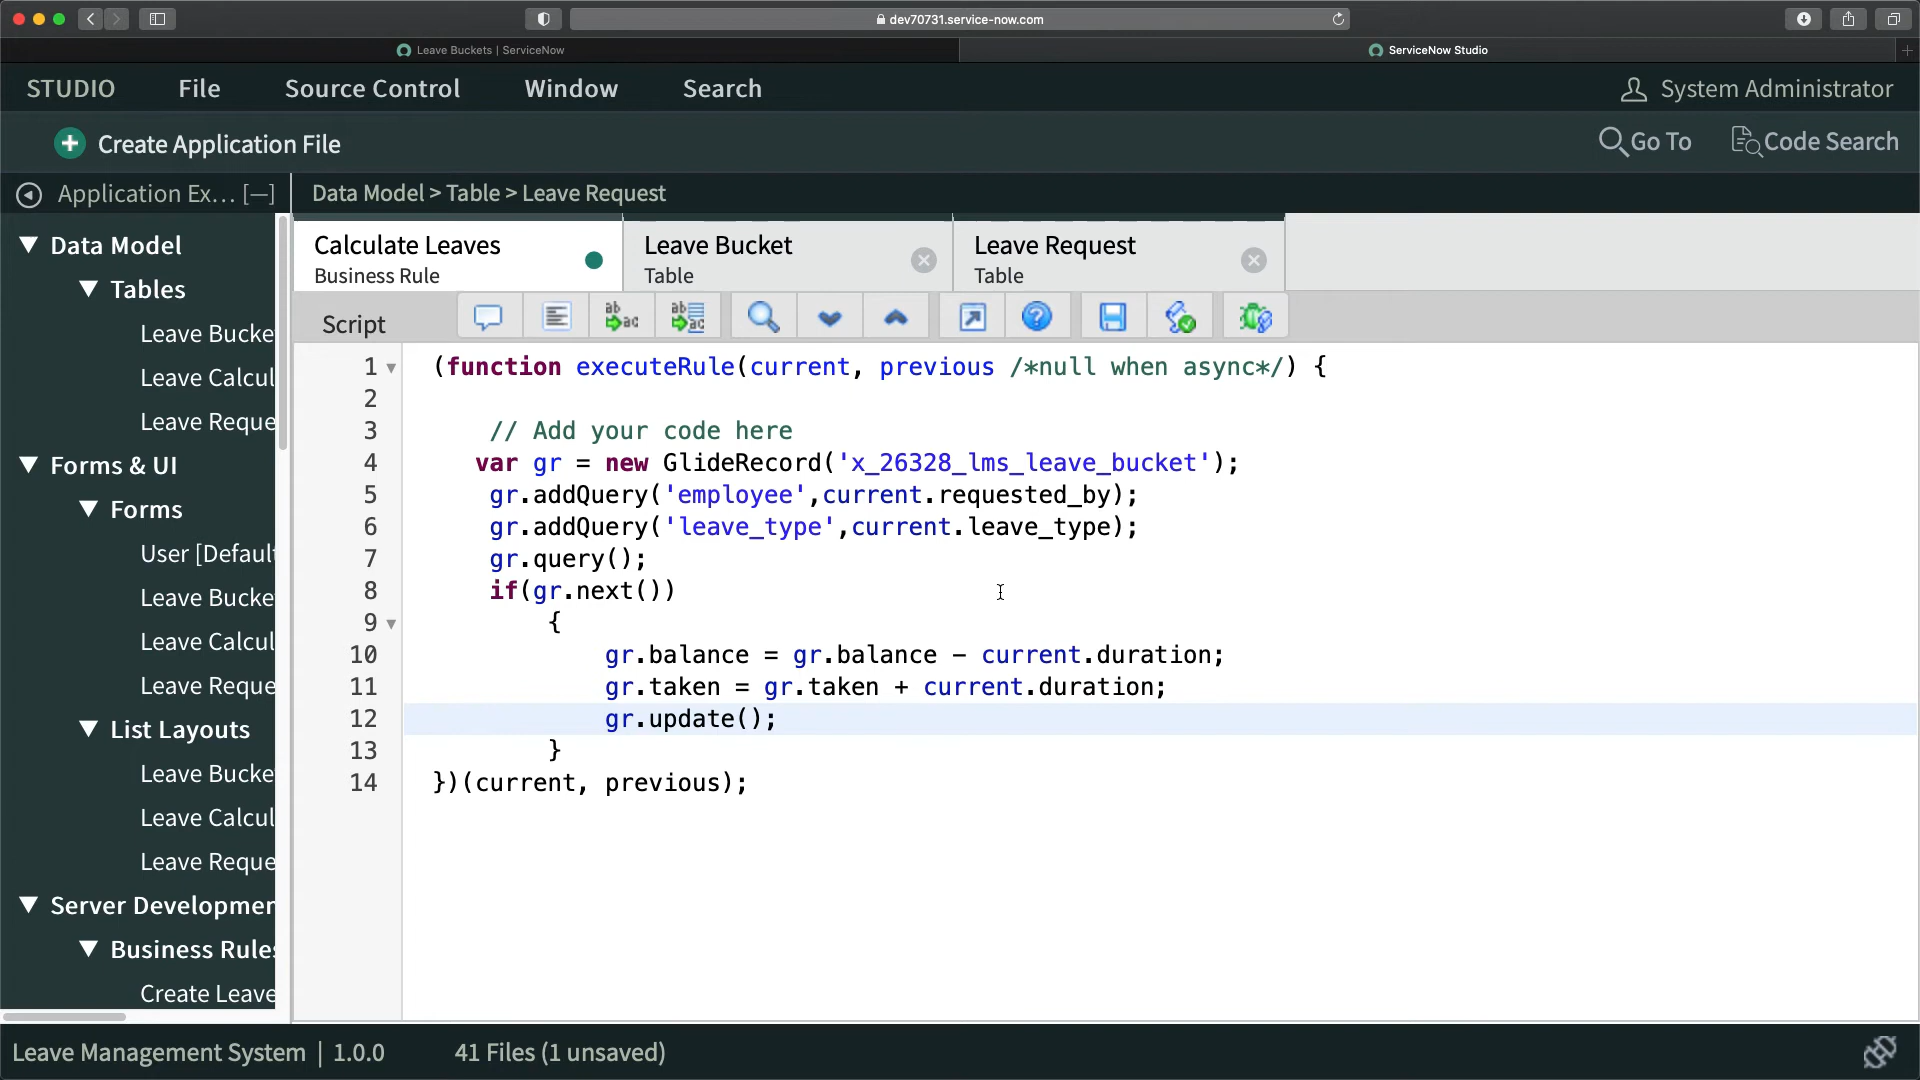 dev70731.service-now.com
Leave Buckets | ServiceNow
ServiceNow Studio
STUDIO File Source Control Window Search System Administrator
Create Application File Go To Code Search
Application Ex... [—] Data Model > Table > Leave Request
Data Model
Tables
Leave Bucke
Leave Calcul
Leave Reque
Forms & UI
Forms
User [Default
Leave Bucke
Leave Calcul
Leave Reque
List Layouts
Leave Bucke
Leave Calcul
Leave Reque
Server Developmen
Business Rules
Create Leave
Calculate Leaves
Business Rule
Leave Bucket
Table
Leave Request
Table
Script
1 (function executeRule(current, previous /*null when async*/) {
2
3 // Add your code here
4 var gr = new GlideRecord('x_26328_lms_leave_bucket');
5 gr.addQuery('employee',current.requested_by);
6 gr.addQuery('leave_type',current.leave_type);
7 gr.query();
8 if(gr.next())
9 {
10 gr.balance = gr.balance - current.duration;
11 gr.taken = gr.taken + current.duration;
12 gr.update();
13 }
14 })(current, previous);
Leave Management System | 1.0.0 41 Files (1 unsaved)